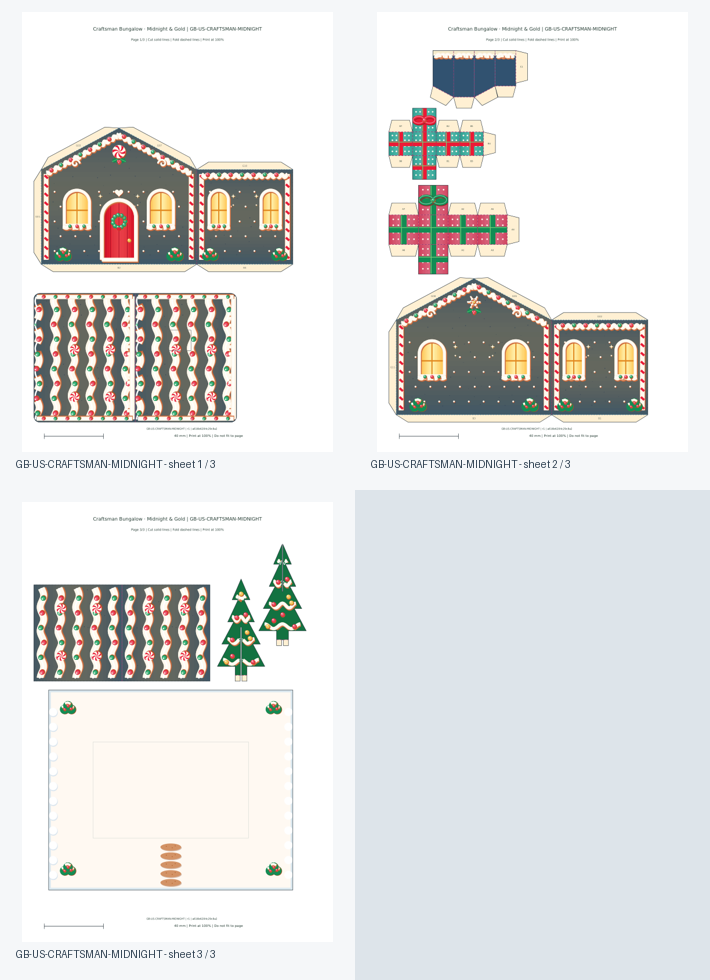 Craftsman Bungalow · Midnight & Gold | GB-US-CRAFTSMAN-MIDNIGHT
Page 1/3 | Cut solid lines | Fold dashed lines | Print at 100%
90 mm | Print at 100% | Do not fit to page
GB-US-CRAFTSMAN-MIDNIGHT - sheet 1 / 3
Craftsman Bungalow · Midnight & Gold | GB-US-CRAFTSMAN-MIDNIGHT
Page 2/3 | Cut solid lines | Fold dashed lines | Print at 100%
90 mm | Print at 100% | Do not fit to page
GB-US-CRAFTSMAN-MIDNIGHT - sheet 2 / 3
Craftsman Bungalow · Midnight & Gold | GB-US-CRAFTSMAN-MIDNIGHT
Page 3/3 | Cut solid lines | Fold dashed lines | Print at 100%
90 mm | Print at 100% | Do not fit to page
GB-US-CRAFTSMAN-MIDNIGHT - sheet 3 / 3